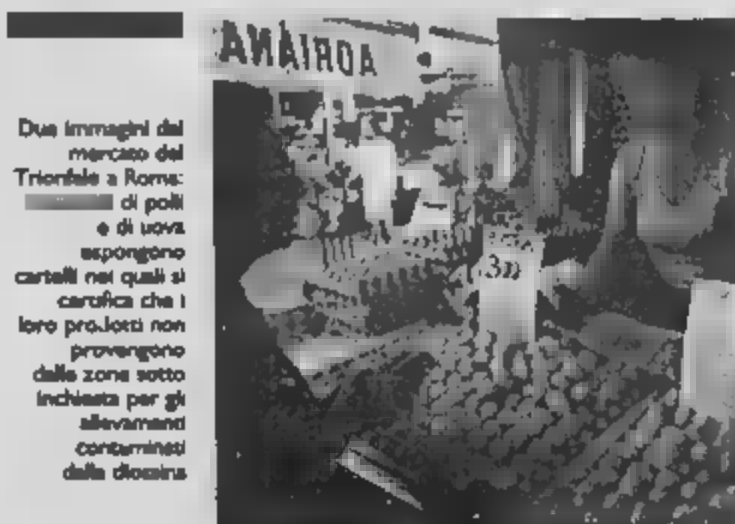 ADRIANA
Due immagini dal
mercato del
Trionfale a Roma:
di polli
e di uova
espongono
cartelli nei quali si
certifica che i
loro prodotti non
provengono
dalle zone sotto
inchiesta per gli
allevamenti
contaminati
dalla diossina